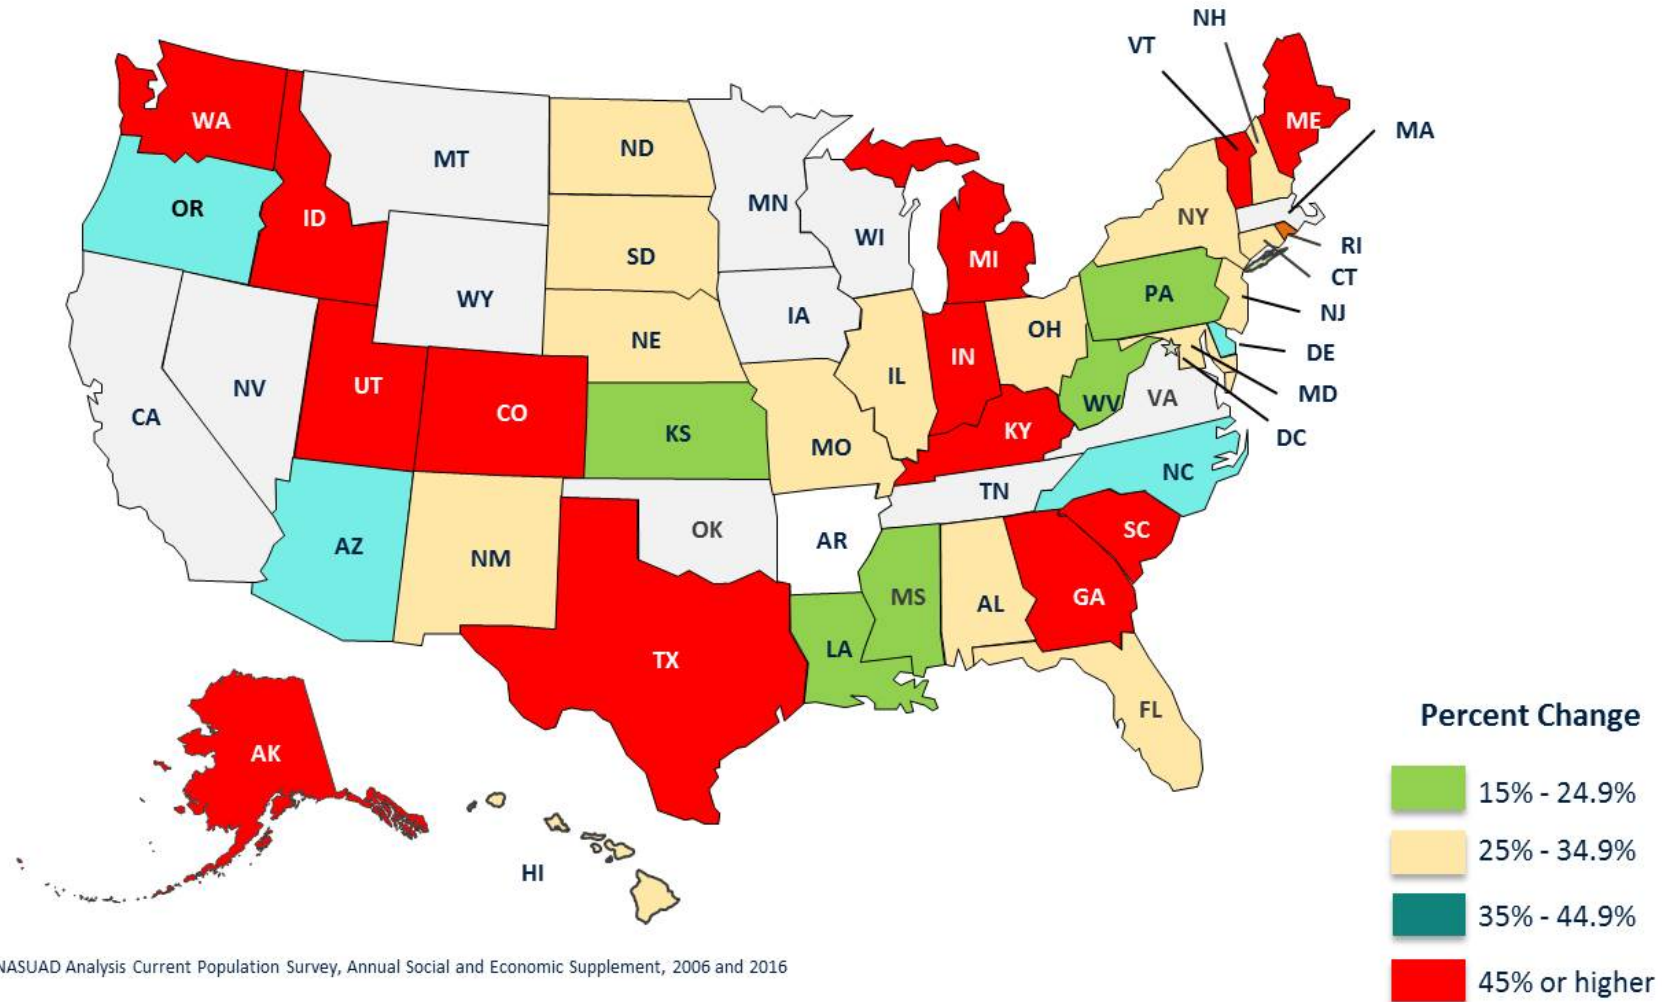 NH
VT
ME
WA
MA
MT
ND
OR
MN
ID
NY
WI
RI
SD
MI
CT
WY
PA
IA
NJ
OH
NE
DE
IN
IL
UT
NV
MD
VA
WV
CO
CA
KS
KY
DC
MO
NC
TN
OK
SC
AR
AZ
NM
MS
GA
AL
LA
TX
FL
Percent Change
AK
15% - 24.9%
25% - 34.9%
HI
35% - 44.9%
NASUAD Analysis Current Population Survey, Annual Social and Economic Supplement, 2006 and 2016
45% or higher